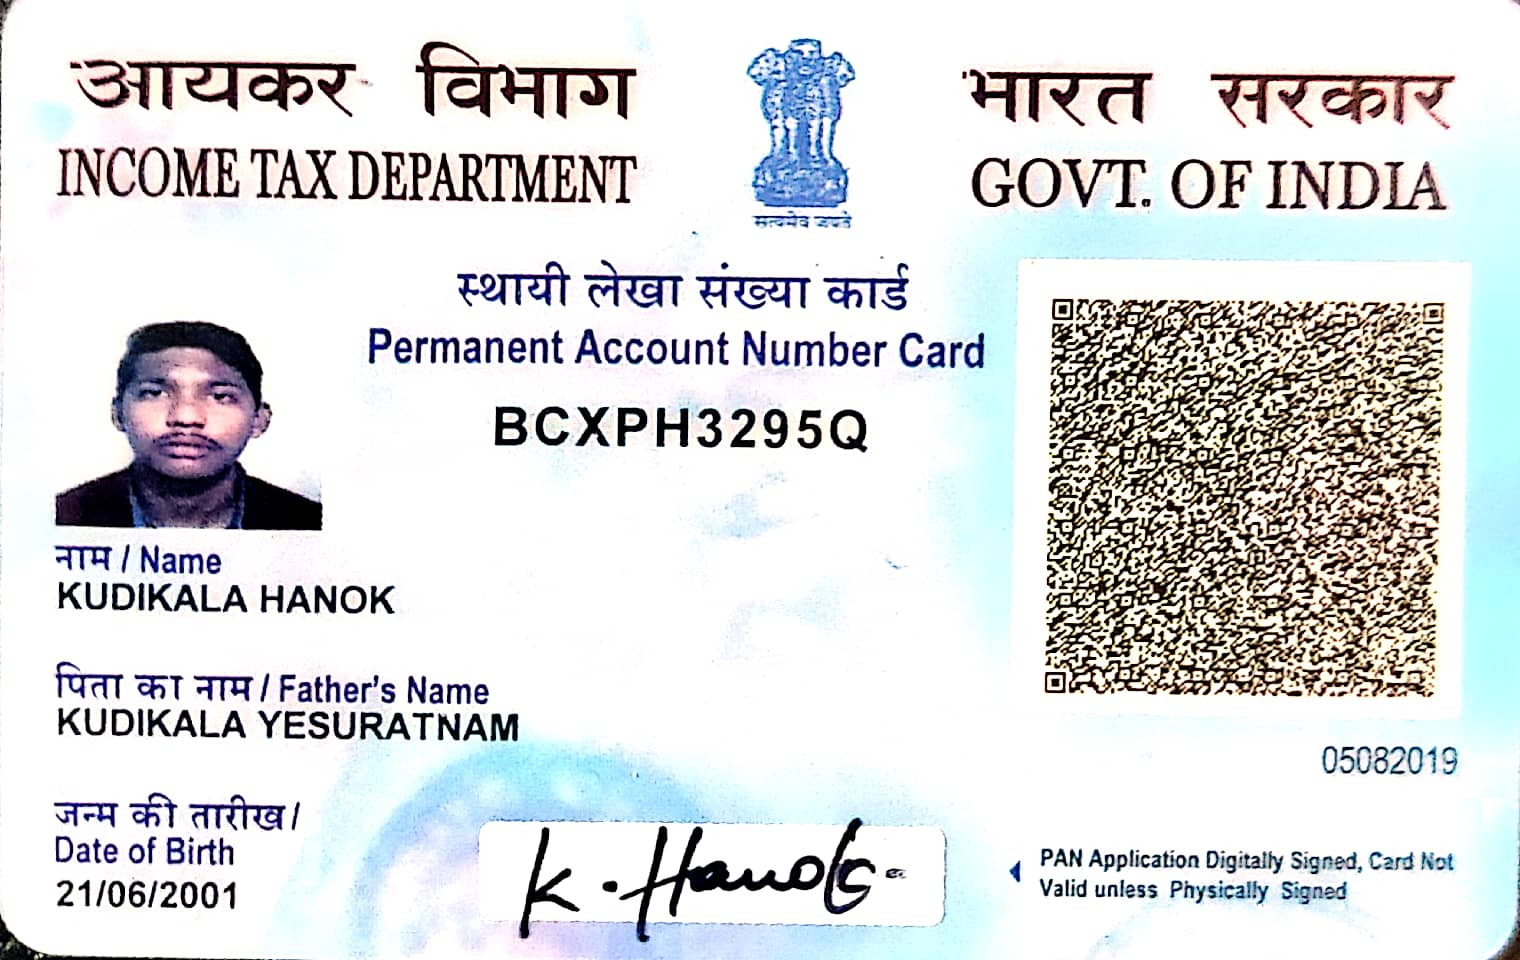 आयकर विभाग
INCOME TAX DEPARTMENT
सत्यमेव जयते
भारत सरकार
GOVT. OF INDIA
स्थायी लेखा संख्या कार्ड
Permanent Account Number Card
BCXPH3295Q
नाम / Name
KUDIKALA HANOK
पिता का नाम / Father's Name
KUDIKALA YESURATNAM
05082019
जन्म की तारीख /
Date of Birth
21/06/2001
K. Hanok
PAN Application Digitally Signed, Card Not
Valid unless Physically Signed